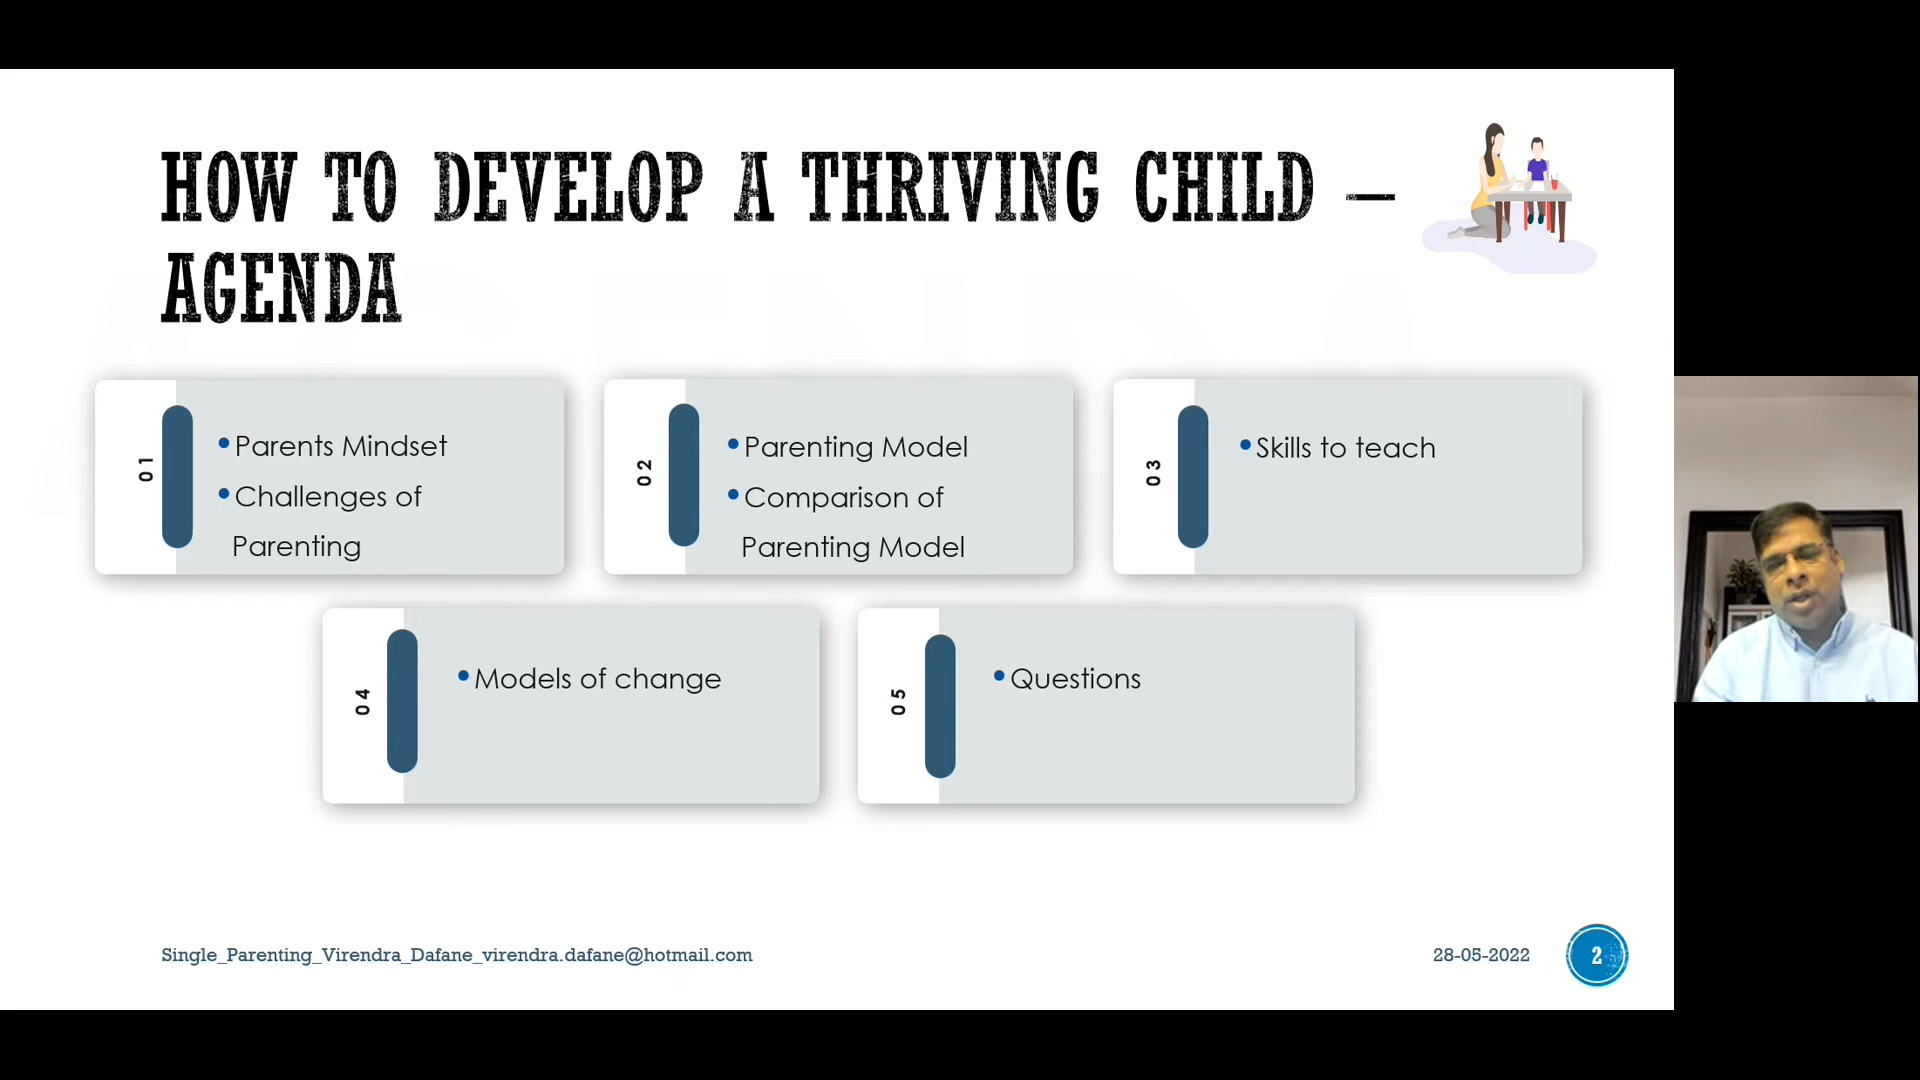 HOW TO DEVELOP A THRIVING CHILD –
AGENDA
01
• Parents Mindset
• Challenges of
Parenting
02
• Parenting Model
• Comparison of
Parenting Model
03
• Skills to teach
04
• Models of change
05
• Questions
Single_Parenting_Virendra_Dafane_virendra.dafane@hotmail.com
28-05-2022
2